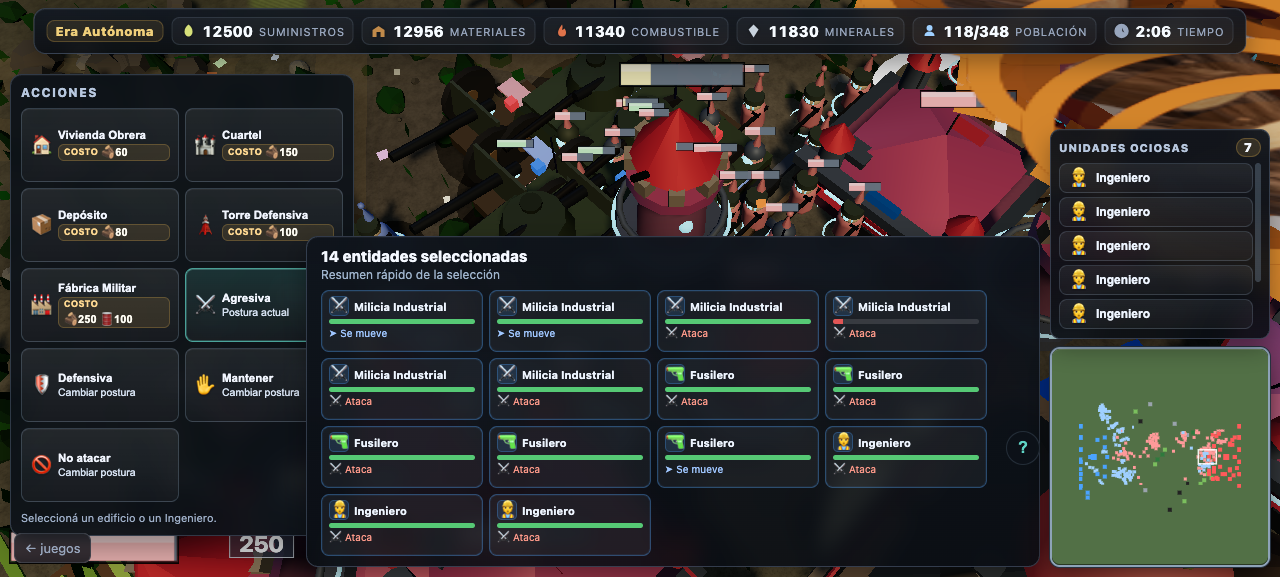 Era Autónoma
12500 SUMINISTROS
12956 MATERIALES
11340 COMBUSTIBLE
11830 MINERALES
118/348 POBLACIÓN
2:06 TIEMPO
ACCIONES
Vivienda Obrera
COSTO 60
Cuartel
COSTO 150
Depósito
COSTO 80
Torre Defensiva
COSTO 100
Fábrica Militar
COSTO
250 100
Agresiva
Postura actual
Defensiva
Cambiar postura
Mantener
Cambiar postura
No atacar
Cambiar postura
Seleccioná un edificio o un Ingeniero.
← juegos
250
14 entidades seleccionadas
Resumen rápido de la selección
Milicia Industrial
➤ Se mueve
Milicia Industrial
➤ Se mueve
Milicia Industrial
Ataca
Milicia Industrial
Ataca
Milicia Industrial
Ataca
Milicia Industrial
Ataca
Fusilero
Ataca
Fusilero
Ataca
Fusilero
Ataca
Fusilero
Ataca
Fusilero
➤ Se mueve
Ingeniero
Ataca
Ingeniero
Ataca
Ingeniero
Ataca
?
UNIDADES OCIOSAS 7
Ingeniero
Ingeniero
Ingeniero
Ingeniero
Ingeniero